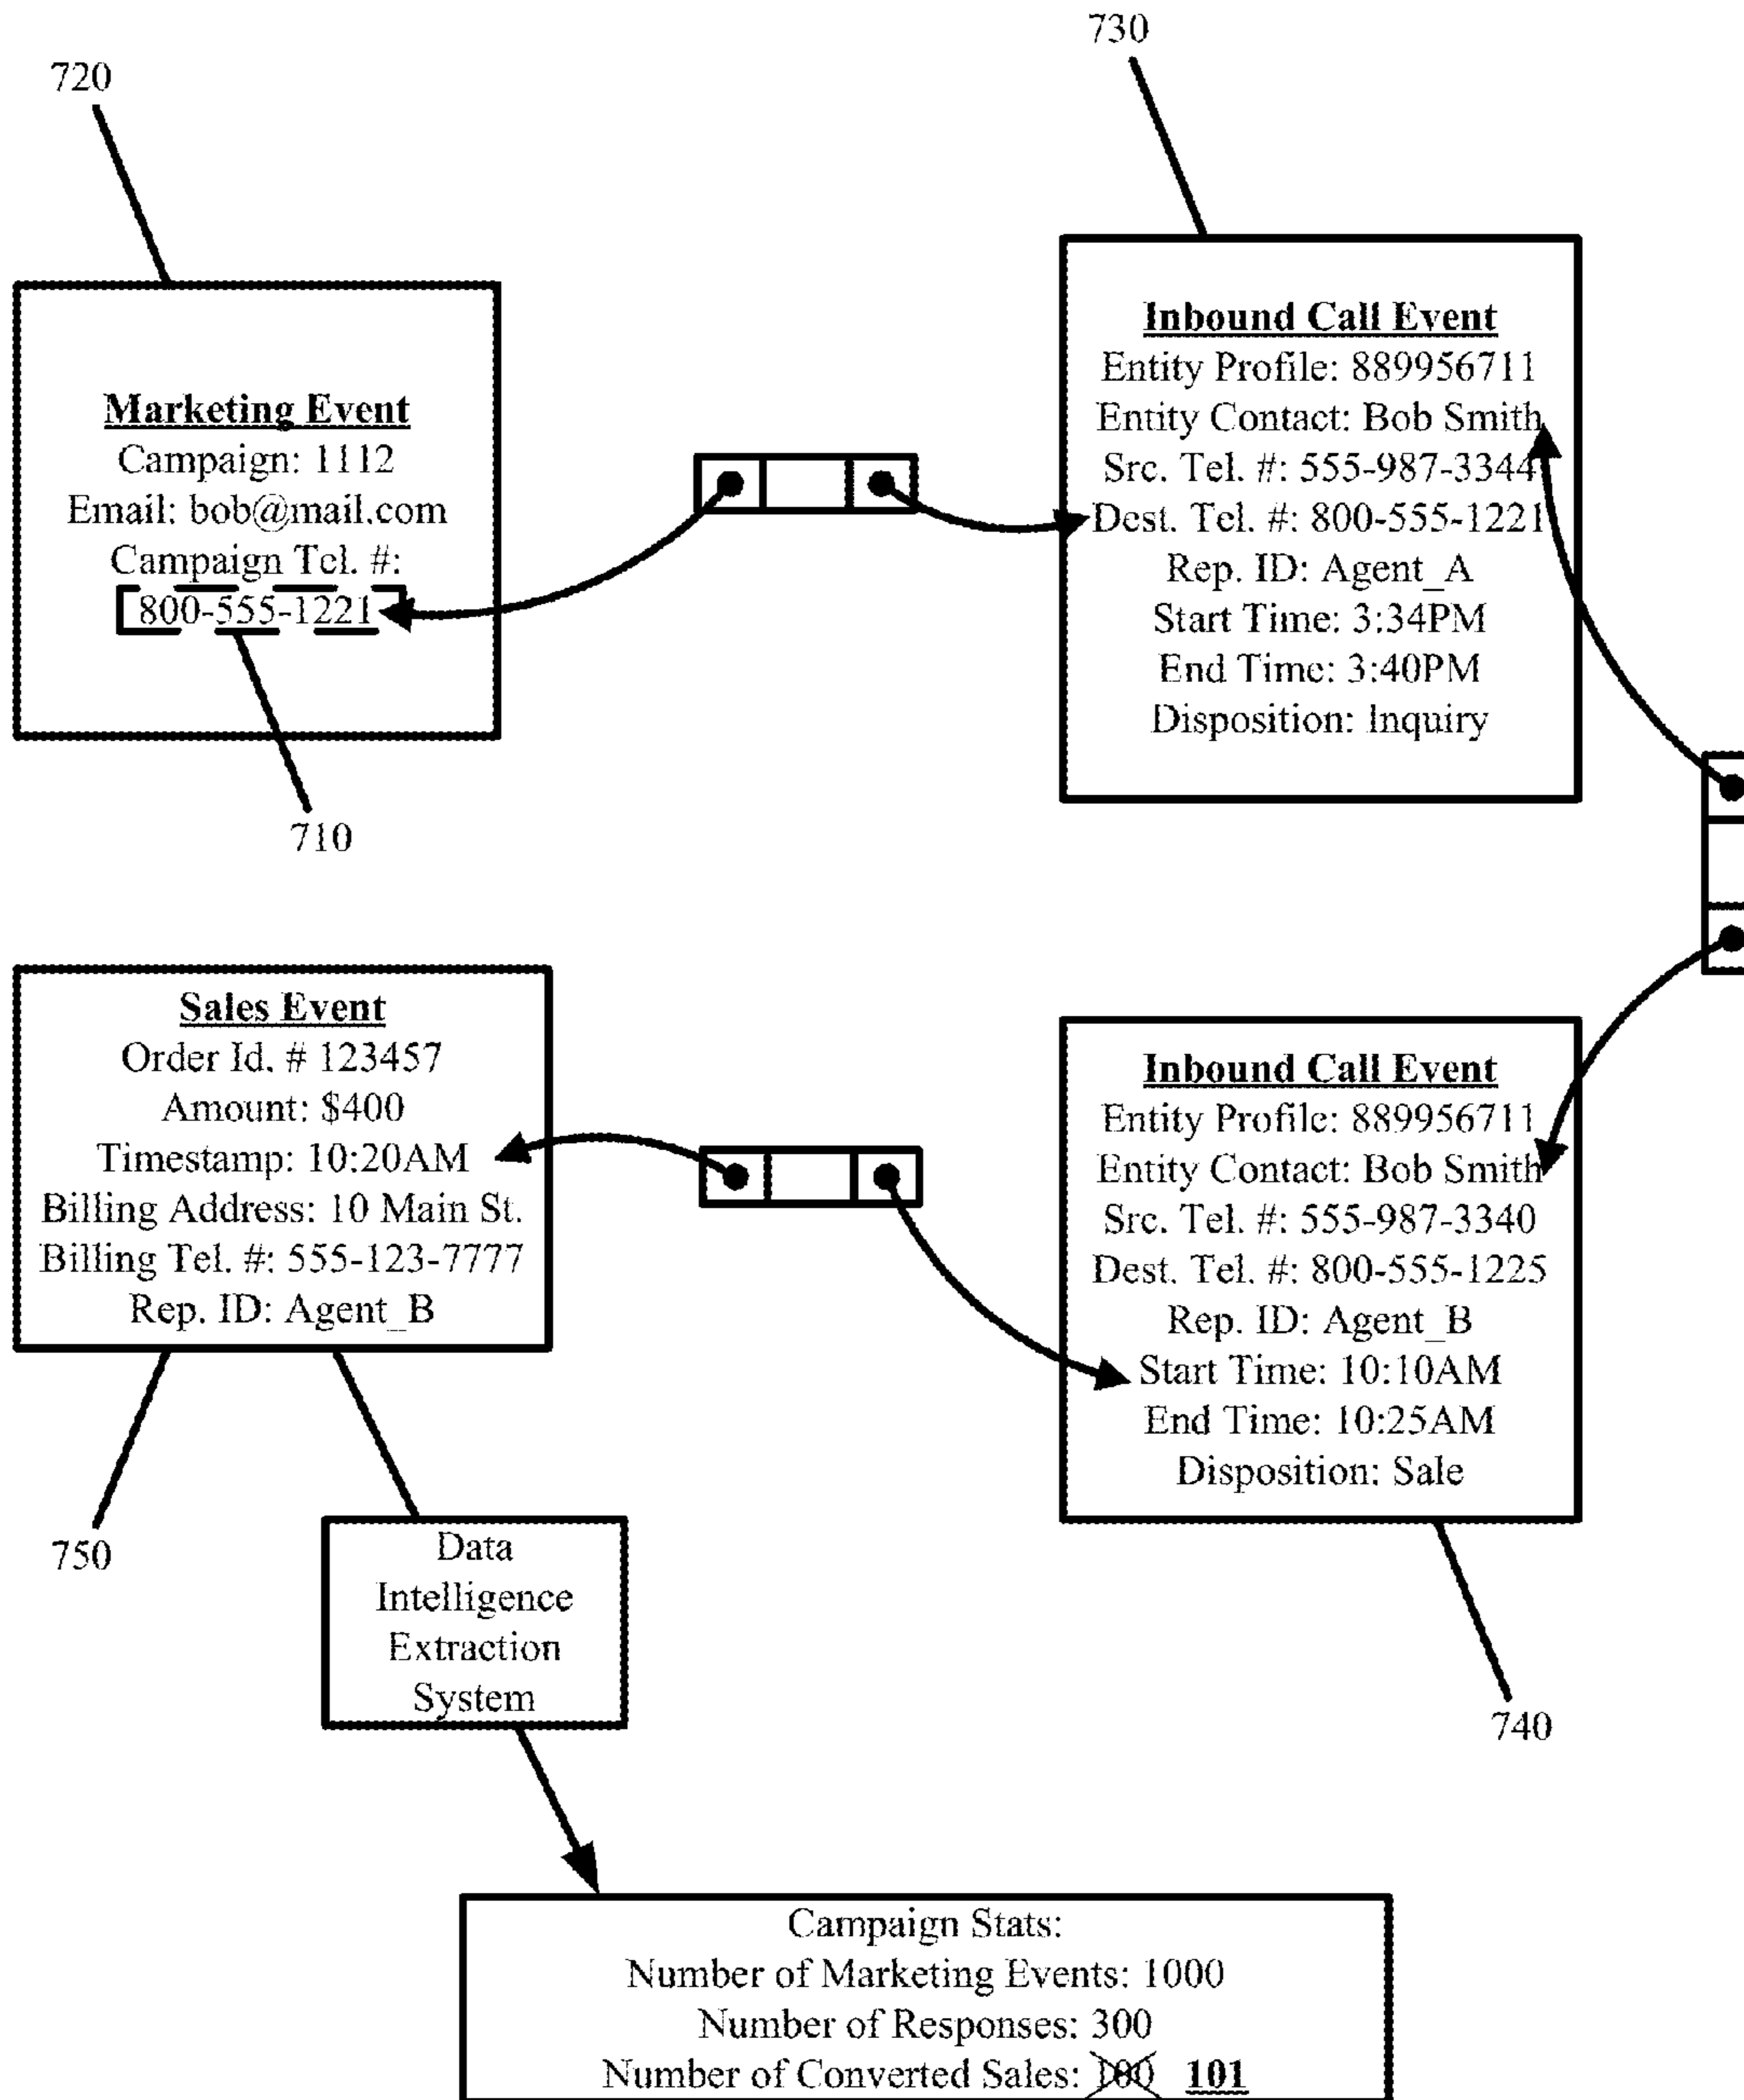 720
730
Marketing Event
Campaign: 1112
Email: bob@mail.com
Campaign Tel. #:
800-555-1221
710
Inbound Call Event
Entity Profile: 889956711
Entity Contact: Bob Smith
Src. Tel. #: 555-987-3344
Dest. Tel. #: 800-555-1221
Rep. ID: Agent_A
Start Time: 3:34PM
End Time: 3:40PM
Disposition: Inquiry
Sales Event
Order Id. # 123457
Amount: $400
Timestamp: 10:20AM
Billing Address: 10 Main St.
Billing Tel. #: 555-123-7777
Rep. ID: Agent_B
750
Inbound Call Event
Entity Profile: 889956711
Entity Contact: Bob Smith
Src. Tel. #: 555-987-3340
Dest. Tel. #: 800-555-1225
Rep. ID: Agent_B
Start Time: 10:10AM
End Time: 10:25AM
Disposition: Sale
740
Data
Intelligence
Extraction
System
Campaign Stats:
Number of Marketing Events: 1000
Number of Responses: 300
Number of Converted Sales: 100 101